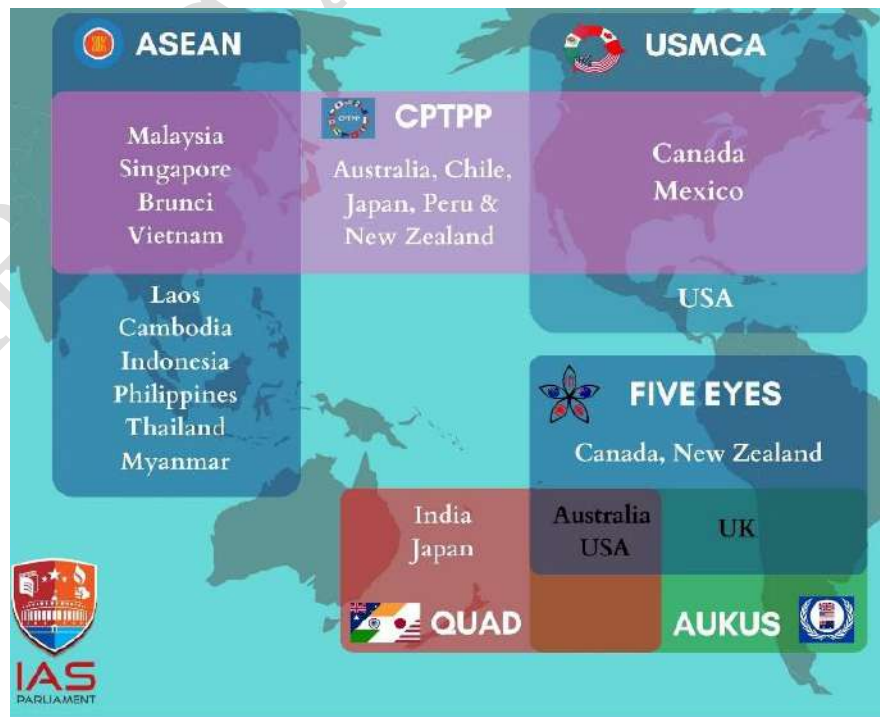 ASEAN
Malaysia
Singapore
Brunei
Vietnam
Laos
Cambodia
Indonesia
Philippines
Thailand
Myanmar
CPTPP
Australia, Chile,
Japan, Peru &
New Zealand
USMCA
Canada
Mexico
USA
FIVE EYES
Canada, New Zealand
Australia
USA
UK
India
Japan
QUAD
AUKUS
IAS
PARLIAMENT